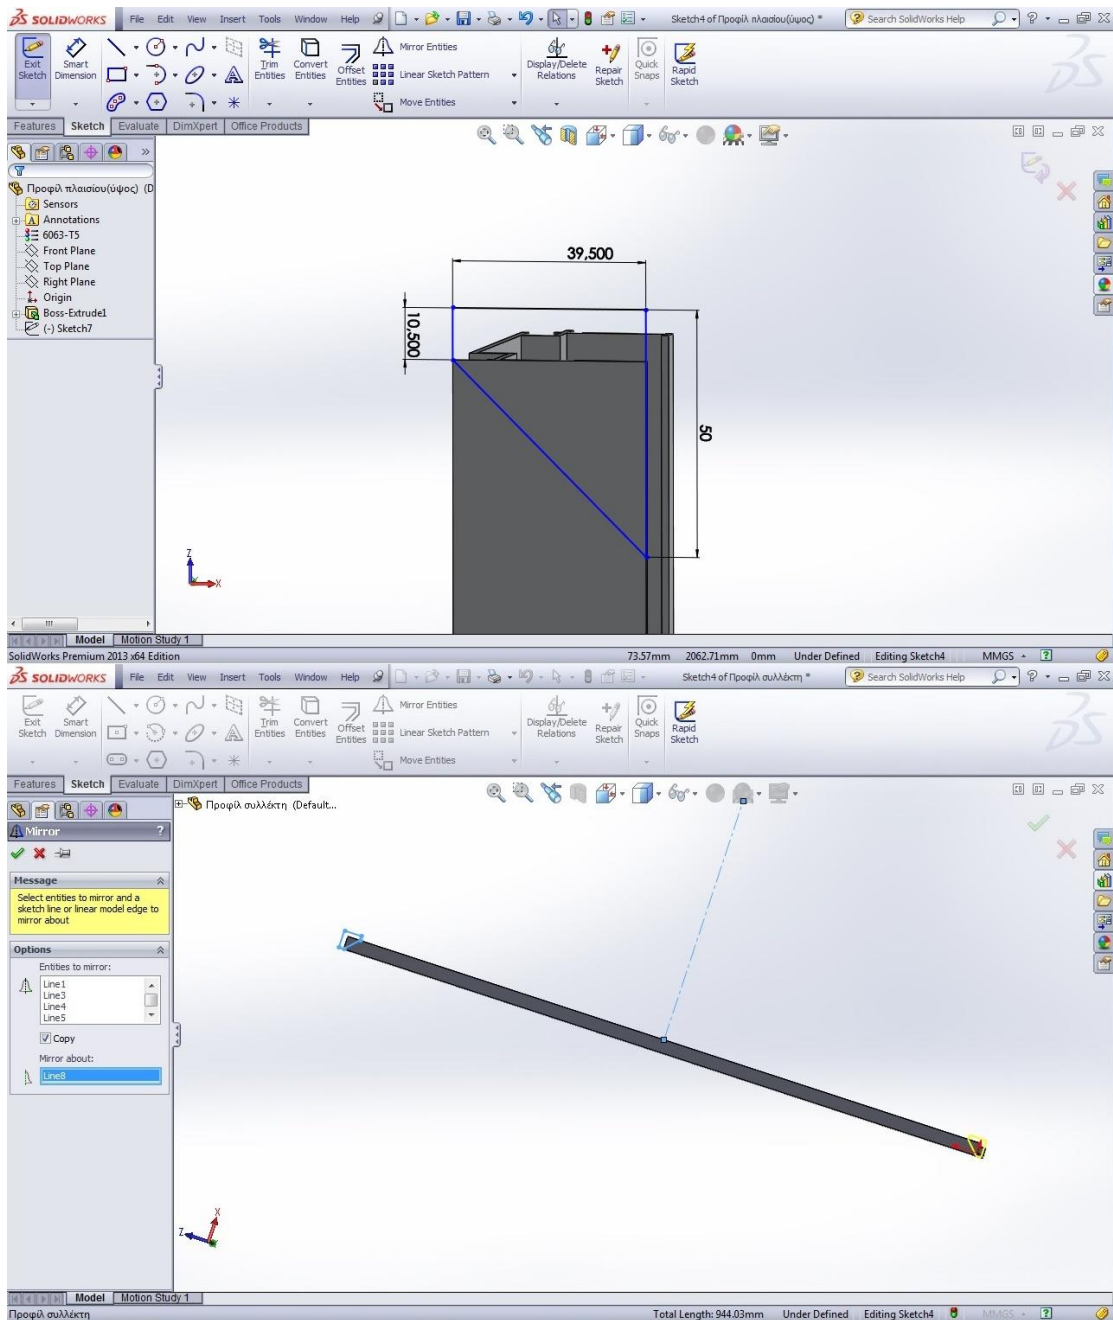 SOLIDWORKS File Edit View Insert Tools Window Help Sketch4 of Προφίλ πλαισίου(ύψος) * Search SolidWorks Help
Exit Sketch Smart Dimension Trim Entities Convert Entities Offset Entities Mirror Entities Linear Sketch Pattern Move Entities Display/Delete Relations Repair Sketch Quick Snaps Rapid Sketch
Features Sketch Evaluate DimXpert Office Products
Προφίλ πλαισίου(ύψος) (D
Sensors
Annotations
6063-T5
Front Plane
Top Plane
Right Plane
Origin
Boss-Extrude1
(-) Sketch7
39,500
10,500
50
Z
X
Model Motion Study 1
SolidWorks Premium 2013 x64 Edition 73.57mm 2062.71mm 0mm Under Defined Editing Sketch4 MMGS
SOLIDWORKS File Edit View Insert Tools Window Help Sketch4 of Προφίλ συλλέκτη * Search SolidWorks Help
Exit Sketch Smart Dimension Trim Entities Convert Entities Offset Entities Mirror Entities Linear Sketch Pattern Move Entities Display/Delete Relations Repair Sketch Quick Snaps Rapid Sketch
Features Sketch Evaluate DimXpert Office Products
Προφίλ συλλέκτη (Default...
Mirror ?
Message
Select entities to mirror and a
sketch line or linear model edge to
mirror about
Options
Entities to mirror:
Line1
Line3
Line4
Line5
Copy
Mirror about:
Line8
X
Z
Model Motion Study 1
Προφίλ συλλέκτη Total Length: 944.03mm Under Defined Editing Sketch4 MMGS